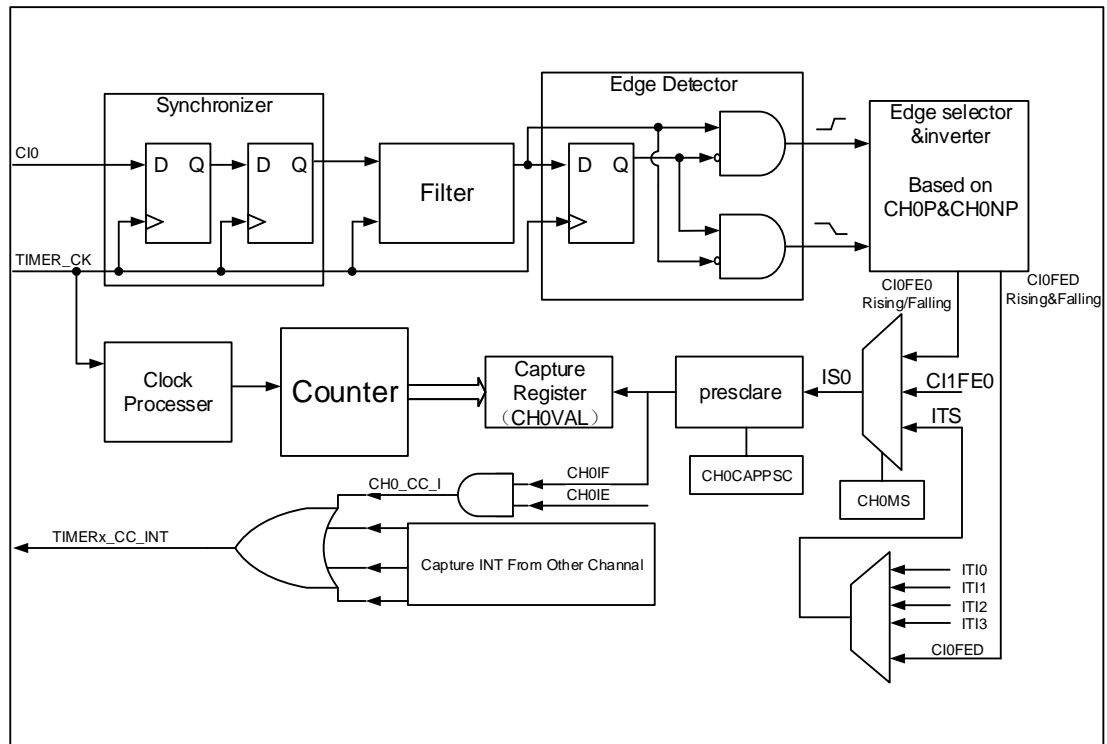 Synchronizer
Edge Detector
Edge selector
&inverter
Based on
CH0P&CH0NP
CI0
D Q
D Q
Filter
D Q
TIMER_CK
CI0FE0
Rising/Falling
CI0FED
Rising&Falling
Clock
Processer
Counter
Capture
Register
（CH0VAL）
presclare
IS0
CI1FE0
ITS
CH0CAPPSC
CH0MS
CH0_CC_I
CH0IF
CH0IE
TIMERx_CC_INT
Capture INT From Other Channal
ITI0
ITI1
ITI2
ITI3
CI0FED